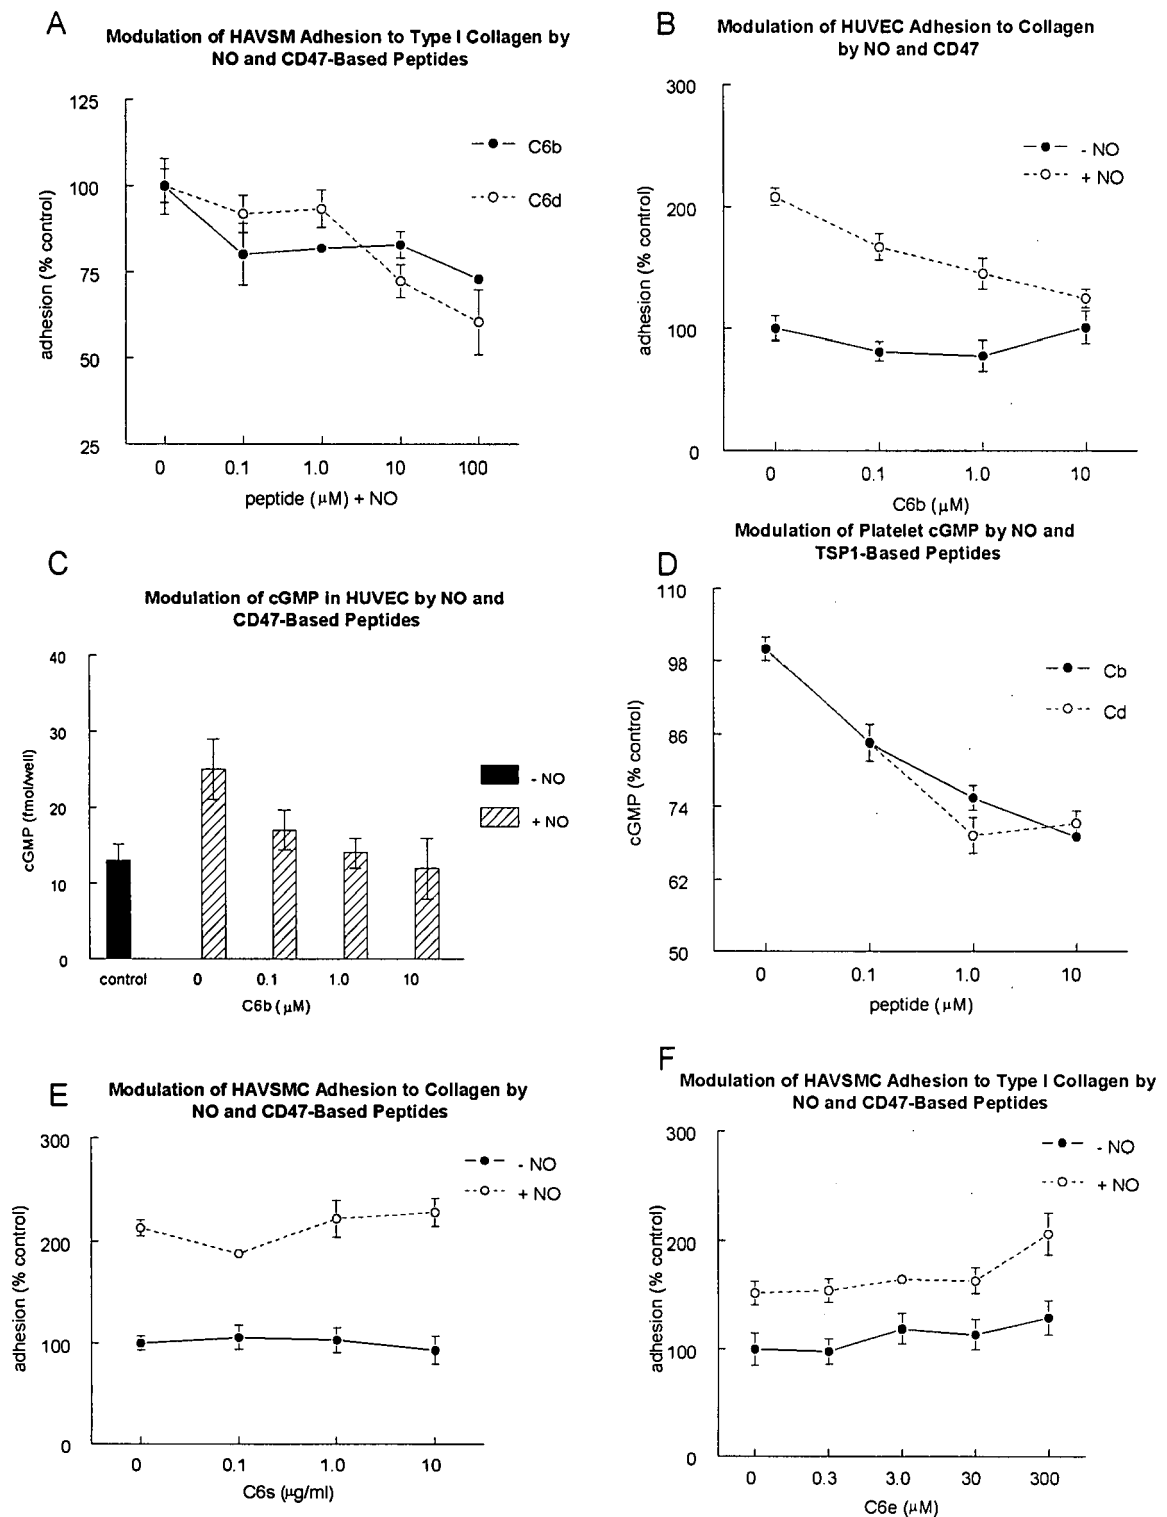 A
Modulation of HAVSM Adhesion to Type I Collagen by
NO and CD47-Based Peptides
125
100
75
50
25
adhesion (% control)
C6b
C6d
0 0.1 1.0 10 100
peptide (μM) + NO
B
Modulation of HUVEC Adhesion to Collagen
by NO and CD47
300
200
100
0
adhesion (% control)
- NO
+ NO
0 0.1 1.0 10
C6b (μM)
C
Modulation of cGMP in HUVEC by NO and
CD47-Based Peptides
40
30
20
10
0
cGMP (fmol/well)
- NO
+ NO
control 0 0.1 1.0 10
C6b (μM)
D
Modulation of Platelet cGMP by NO and
TSP1-Based Peptides
110
98
86
74
62
50
cGMP (% control)
Cb
Cd
0 0.1 1.0 10
peptide (μM)
E
Modulation of HAVSMC Adhesion to Collagen by
NO and CD47-Based Peptides
300
200
100
0
adhesion (% control)
- NO
+ NO
0 0.1 1.0 10
C6s (μg/ml)
F
Modulation of HAVSMC Adhesion to Type I Collagen by
NO and CD47-Based Peptides
300
200
100
0
adhesion (% control)
- NO
+ NO
0 0.3 3.0 30 300
C6e (μM)